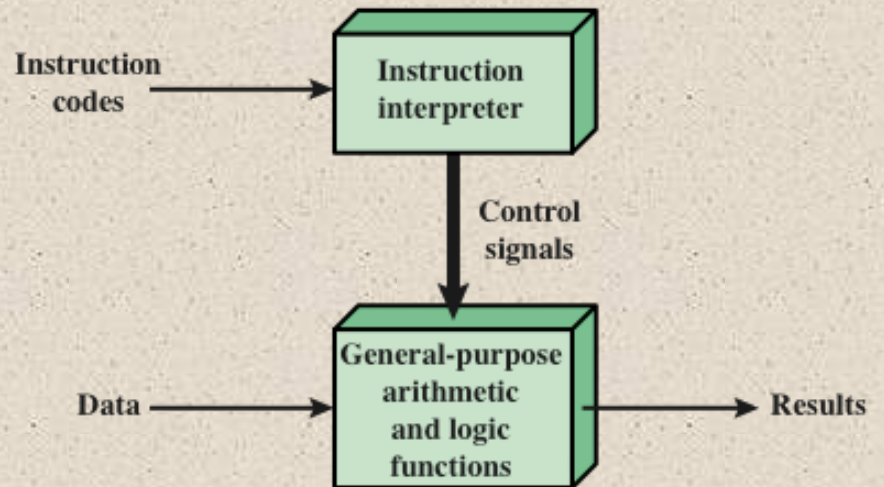 Instruction
codes
Instruction
interpreter
Control
signals
Data
General-purpose
arithmetic
and logic
functions
Results